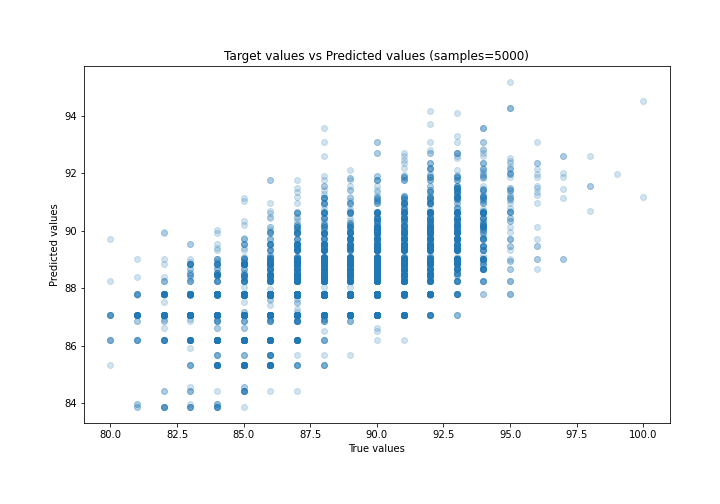 Target values vs Predicted values (samples=5000)
94
92
90
88
86
84
Predicted values
80.0 82.5 85.0 87.5 90.0 92.5 95.0 97.5 100.0
True values